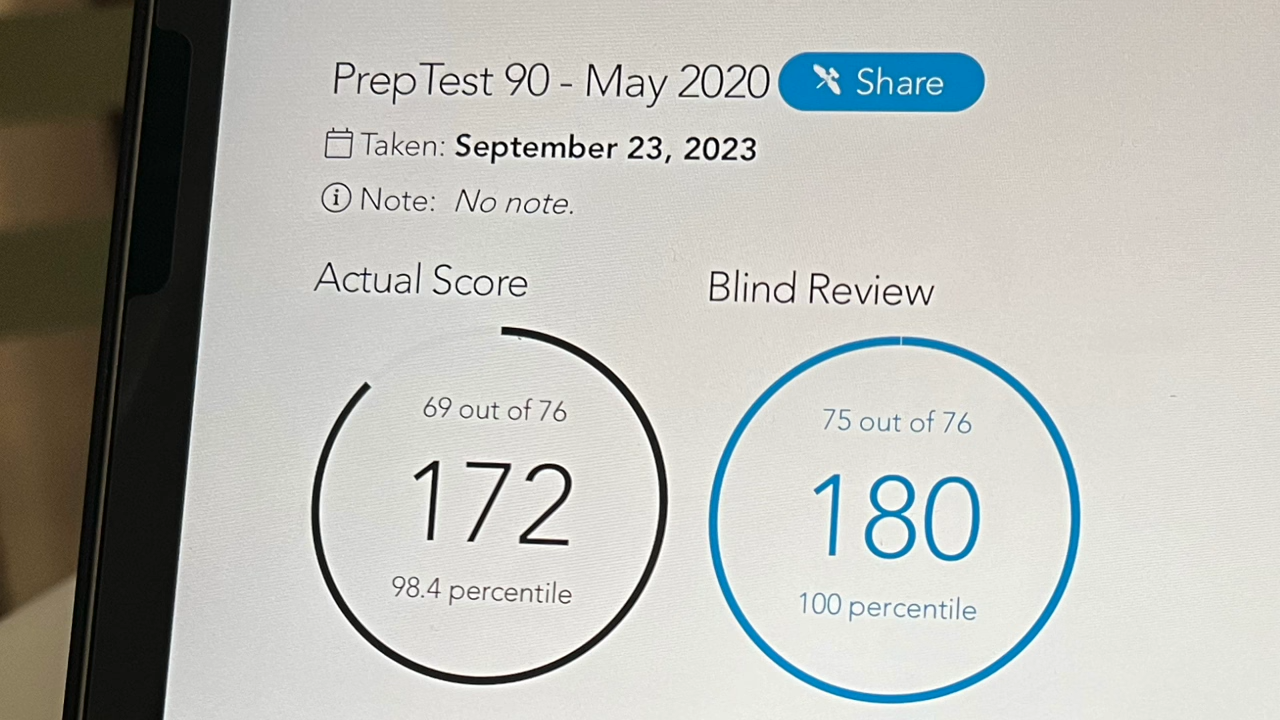 PrepTest 90 - May 2020 Share
Taken: September 23, 2023
Note: No note.
Actual Score
69 out of 76
172
98.4 percentile
Blind Review
75 out of 76
180
100 percentile